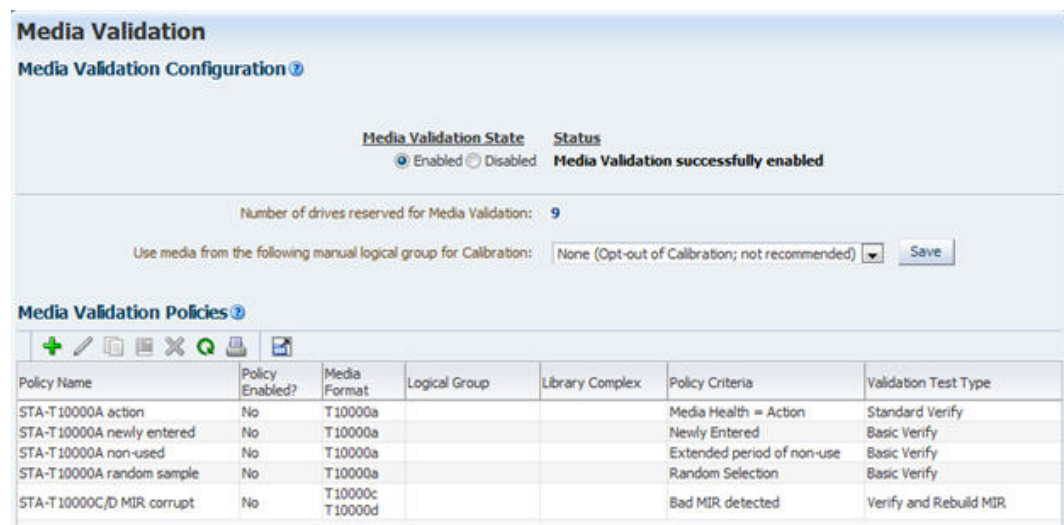 Media Validation
Media Validation Configuration
Media Validation State Status
Enabled Disabled Media Validation successfully enabled
Number of drives reserved for Media Validation: 9
Use media from the following manual logical group for Calibration: None (Opt-out of Calibration; not recommended) Save
Media Validation Policies
Policy Name Policy Enabled? Media Format Logical Group Library Complex Policy Criteria Validation Test Type
STA-T10000A action No T10000a Media Health = Action Standard Verify
STA-T10000A newly entered No T10000a Newly Entered Basic Verify
STA-T10000A non-used No T10000a Extended period of non-use Basic Verify
STA-T10000A random sample No T10000a Random Selection Basic Verify
STA-T10000C/D MIR corrupt No T10000c T10000d Bad MIR detected Verify and Rebuild MIR